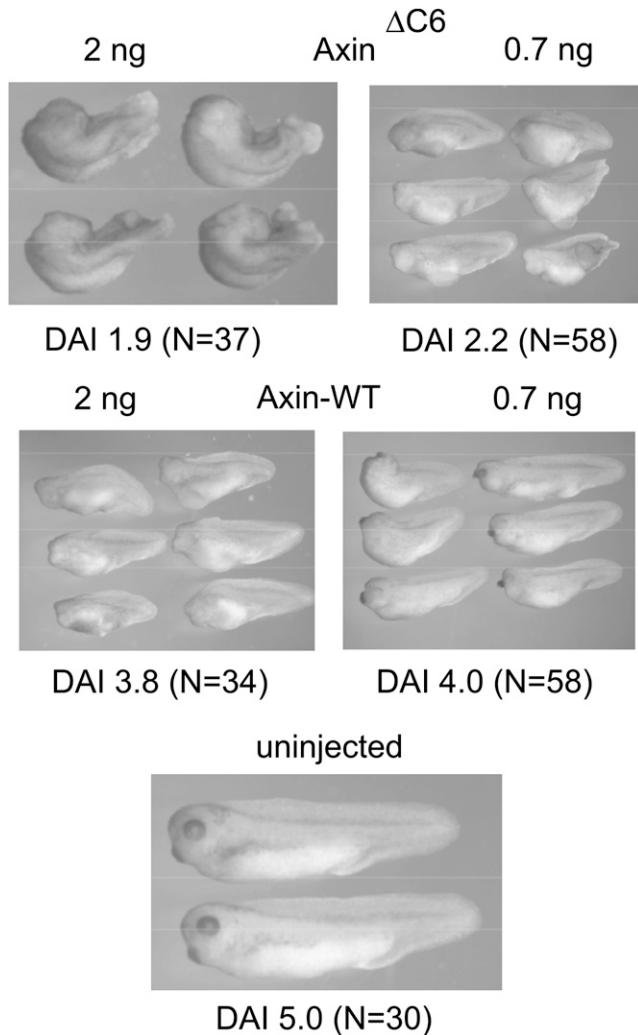 2 ng Axin ΔC6 0.7 ng
DAI 1.9 (N=37) DAI 2.2 (N=58)
2 ng Axin-WT 0.7 ng
DAI 3.8 (N=34) DAI 4.0 (N=58)
uninjected
DAI 5.0 (N=30)